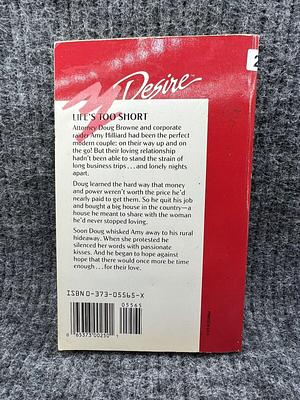 Desire
2
LIFE'S TOO SHORT
Attorney Doug Browne and corporate
raider Amy Hilliard had been the perfect
modern couple; on their way up and on
the go! But their loving relationship
hadn't been able to stand the strain of
long business trips . . . and lonely nights
apart.
Doug learned the hard way that money
and power weren't worth the price he'd
nearly paid to get them. So he quit his job
and bought a big house in the country—a
house he meant to share with the woman
he'd never stopped loving.
Soon Doug whisked Amy away to his rural
hideaway. When she protested he
silenced her words with passionate
kisses. And he began to hope against
hope that there would once more be time
enough . . . for their love.
ISBN 0-373-05565-X
05565
0 65373 00250 1